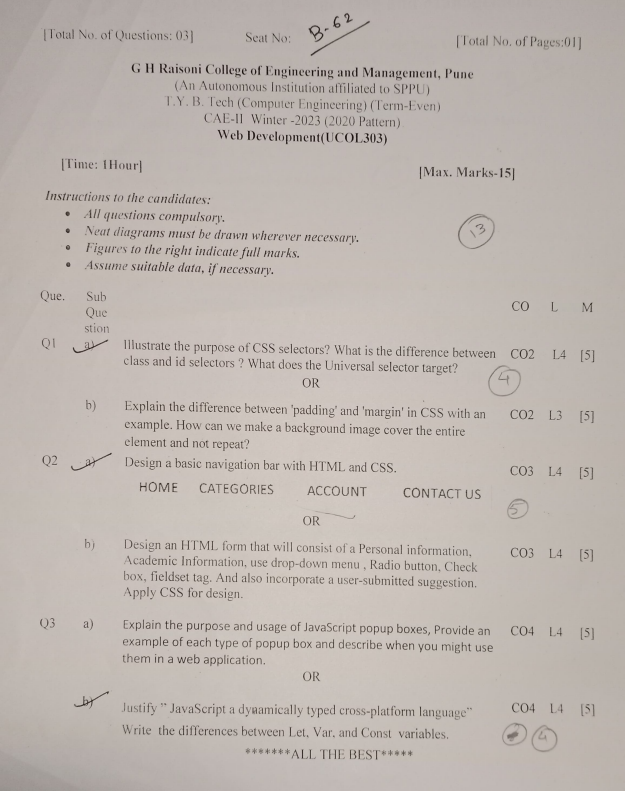 [Total No. of Questions: 03] Seat No: B-62 [Total No. of Pages:01]
G H Raisoni College of Engineering and Management, Pune
(An Autonomous Institution affiliated to SPPU)
T.Y. B. Tech (Computer Engineering) (Term-Even)
CAE-II Winter -2023 (2020 Pattern)
Web Development(UCOL303)
[Time: 1Hour] [Max. Marks-15]
Instructions to the candidates:
• All questions compulsory.
• Neat diagrams must be drawn wherever necessary.
• Figures to the right indicate full marks.
• Assume suitable data, if necessary.
13
Que. Sub Que stion CO L M
Q1 a) Illustrate the purpose of CSS selectors? What is the difference between CO2 L4 [5]
class and id selectors ? What does the Universal selector target?
OR
4
b) Explain the difference between 'padding' and 'margin' in CSS with an CO2 L3 [5]
example. How can we make a background image cover the entire
element and not repeat?
Q2 a) Design a basic navigation bar with HTML and CSS. CO3 L4 [5]
HOME CATEGORIES ACCOUNT CONTACT US
5
OR
b) Design an HTML form that will consist of a Personal information, CO3 L4 [5]
Academic Information, use drop-down menu , Radio button, Check
box, fieldset tag. And also incorporate a user-submitted suggestion.
Apply CSS for design.
Q3 a) Explain the purpose and usage of JavaScript popup boxes, Provide an CO4 L4 [5]
example of each type of popup box and describe when you might use
them in a web application.
OR
b) Justify " JavaScript a dynamically typed cross-platform language" CO4 L4 [5]
Write the differences between Let, Var, and Const variables.
4
*******ALL THE BEST*****